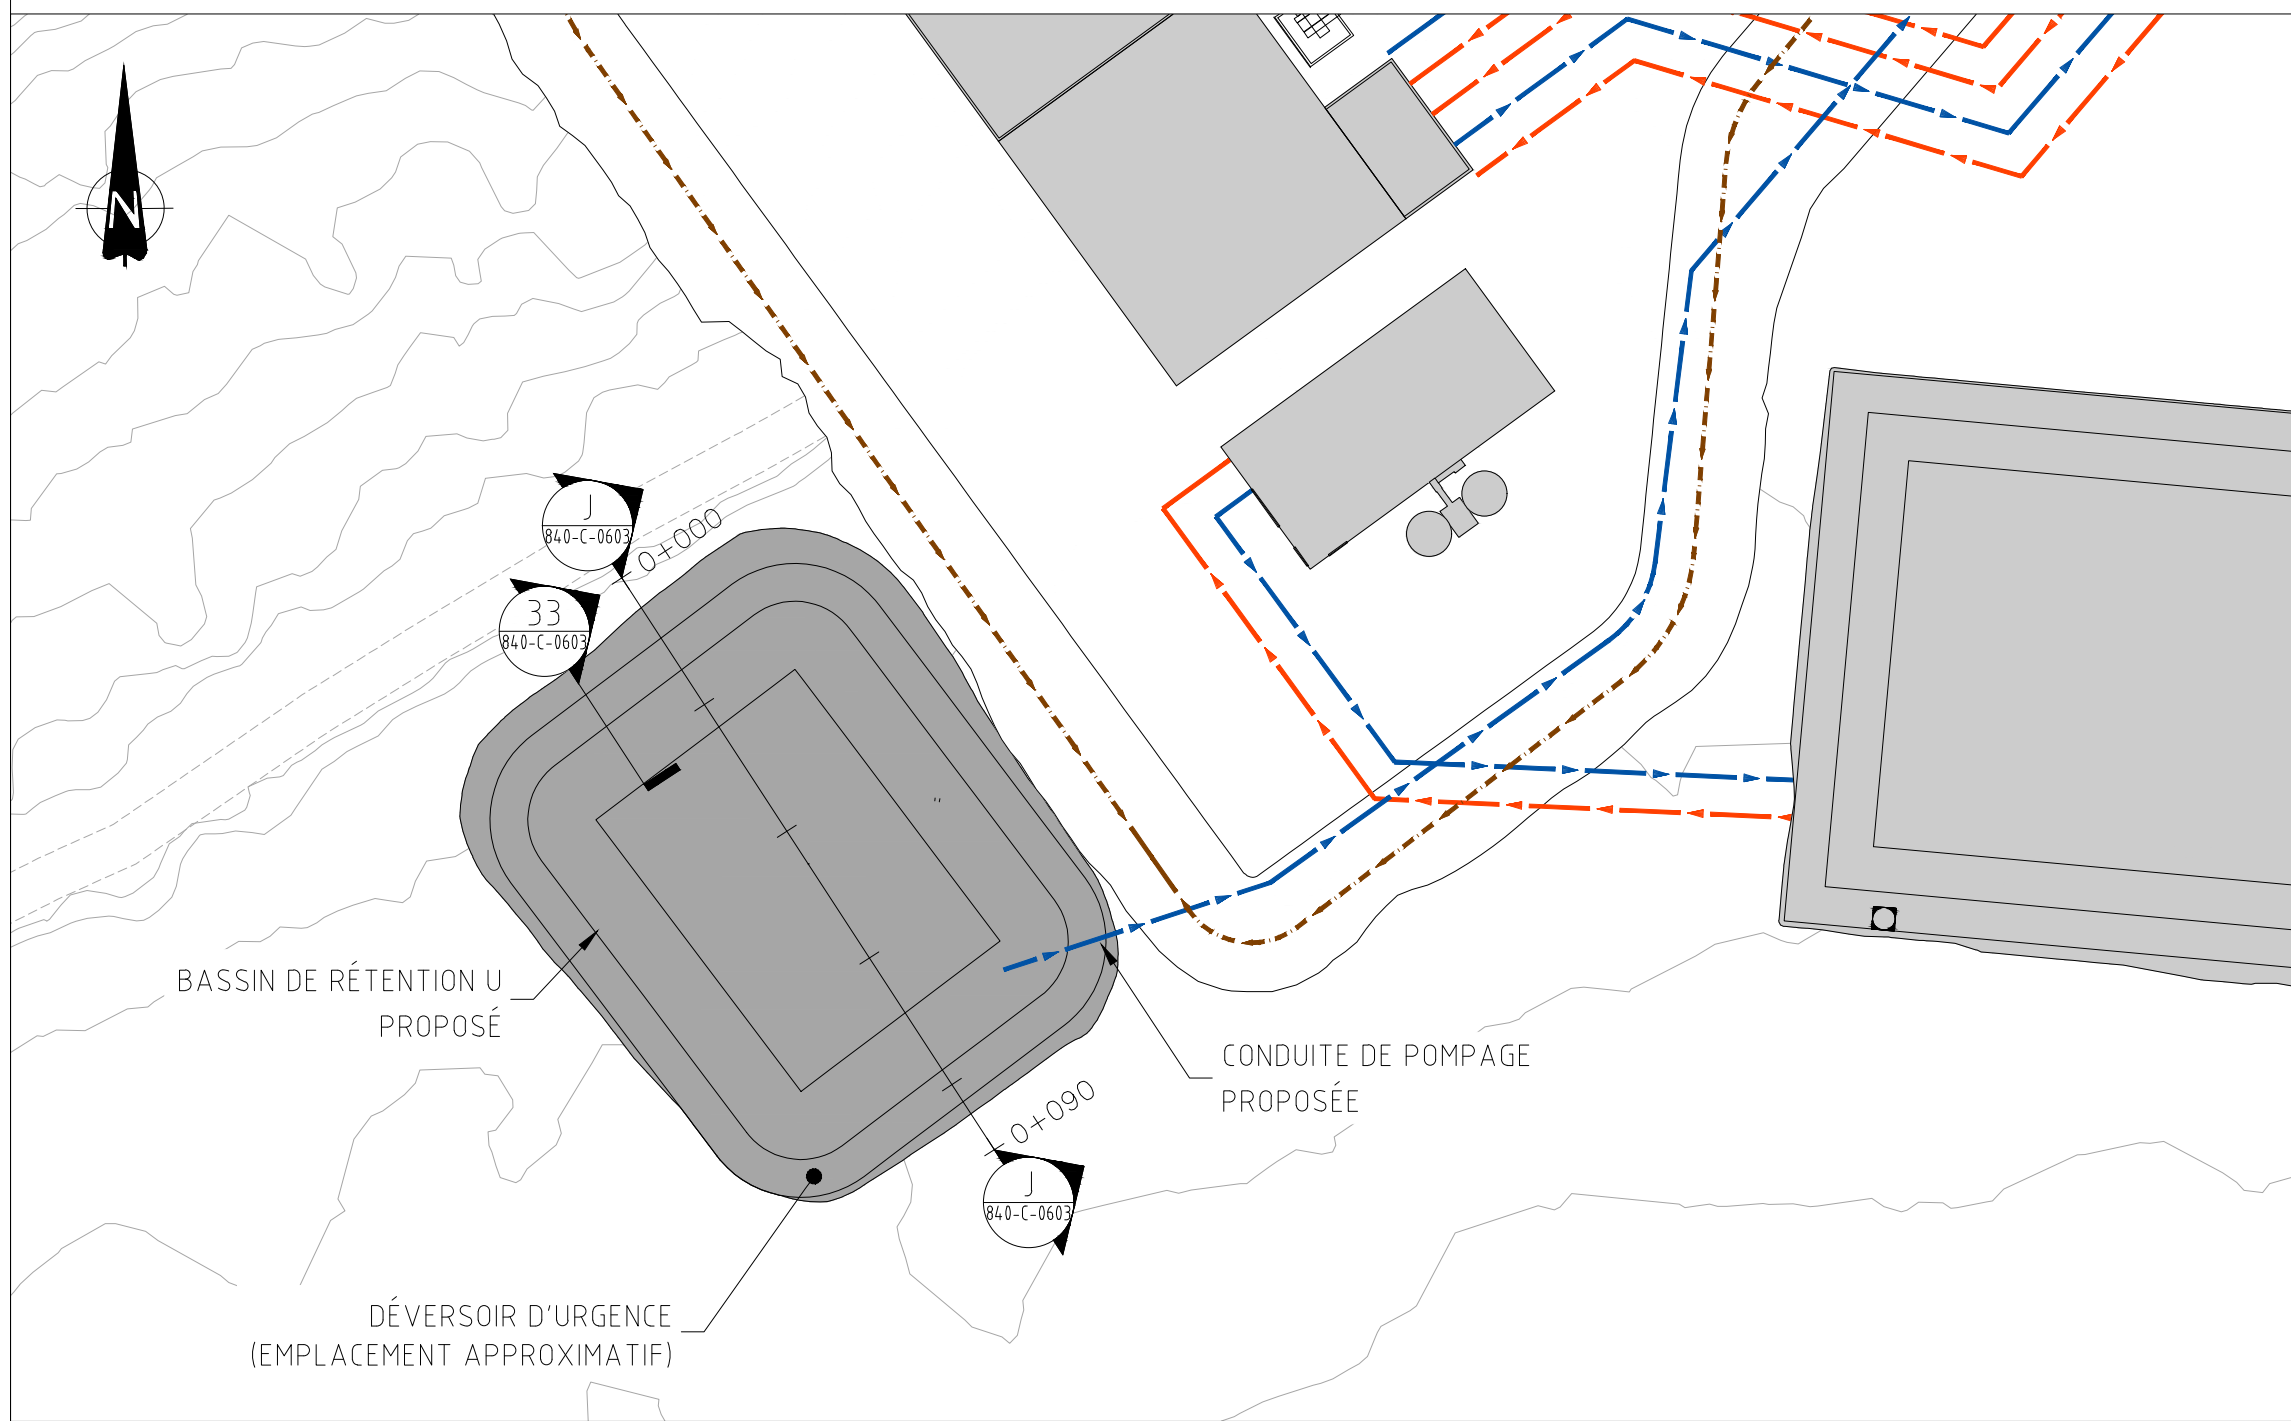 N
J
840-C-0603
0+000
33
840-C-0603
BASSIN DE RÉTENTION U
PROPOSÉ
CONDUITE DE POMPAGE
PROPOSÉE
0+090
J
840-C-0603
DÉVERSOIR D'URGENCE
(EMPLACEMENT APPROXIMATIF)